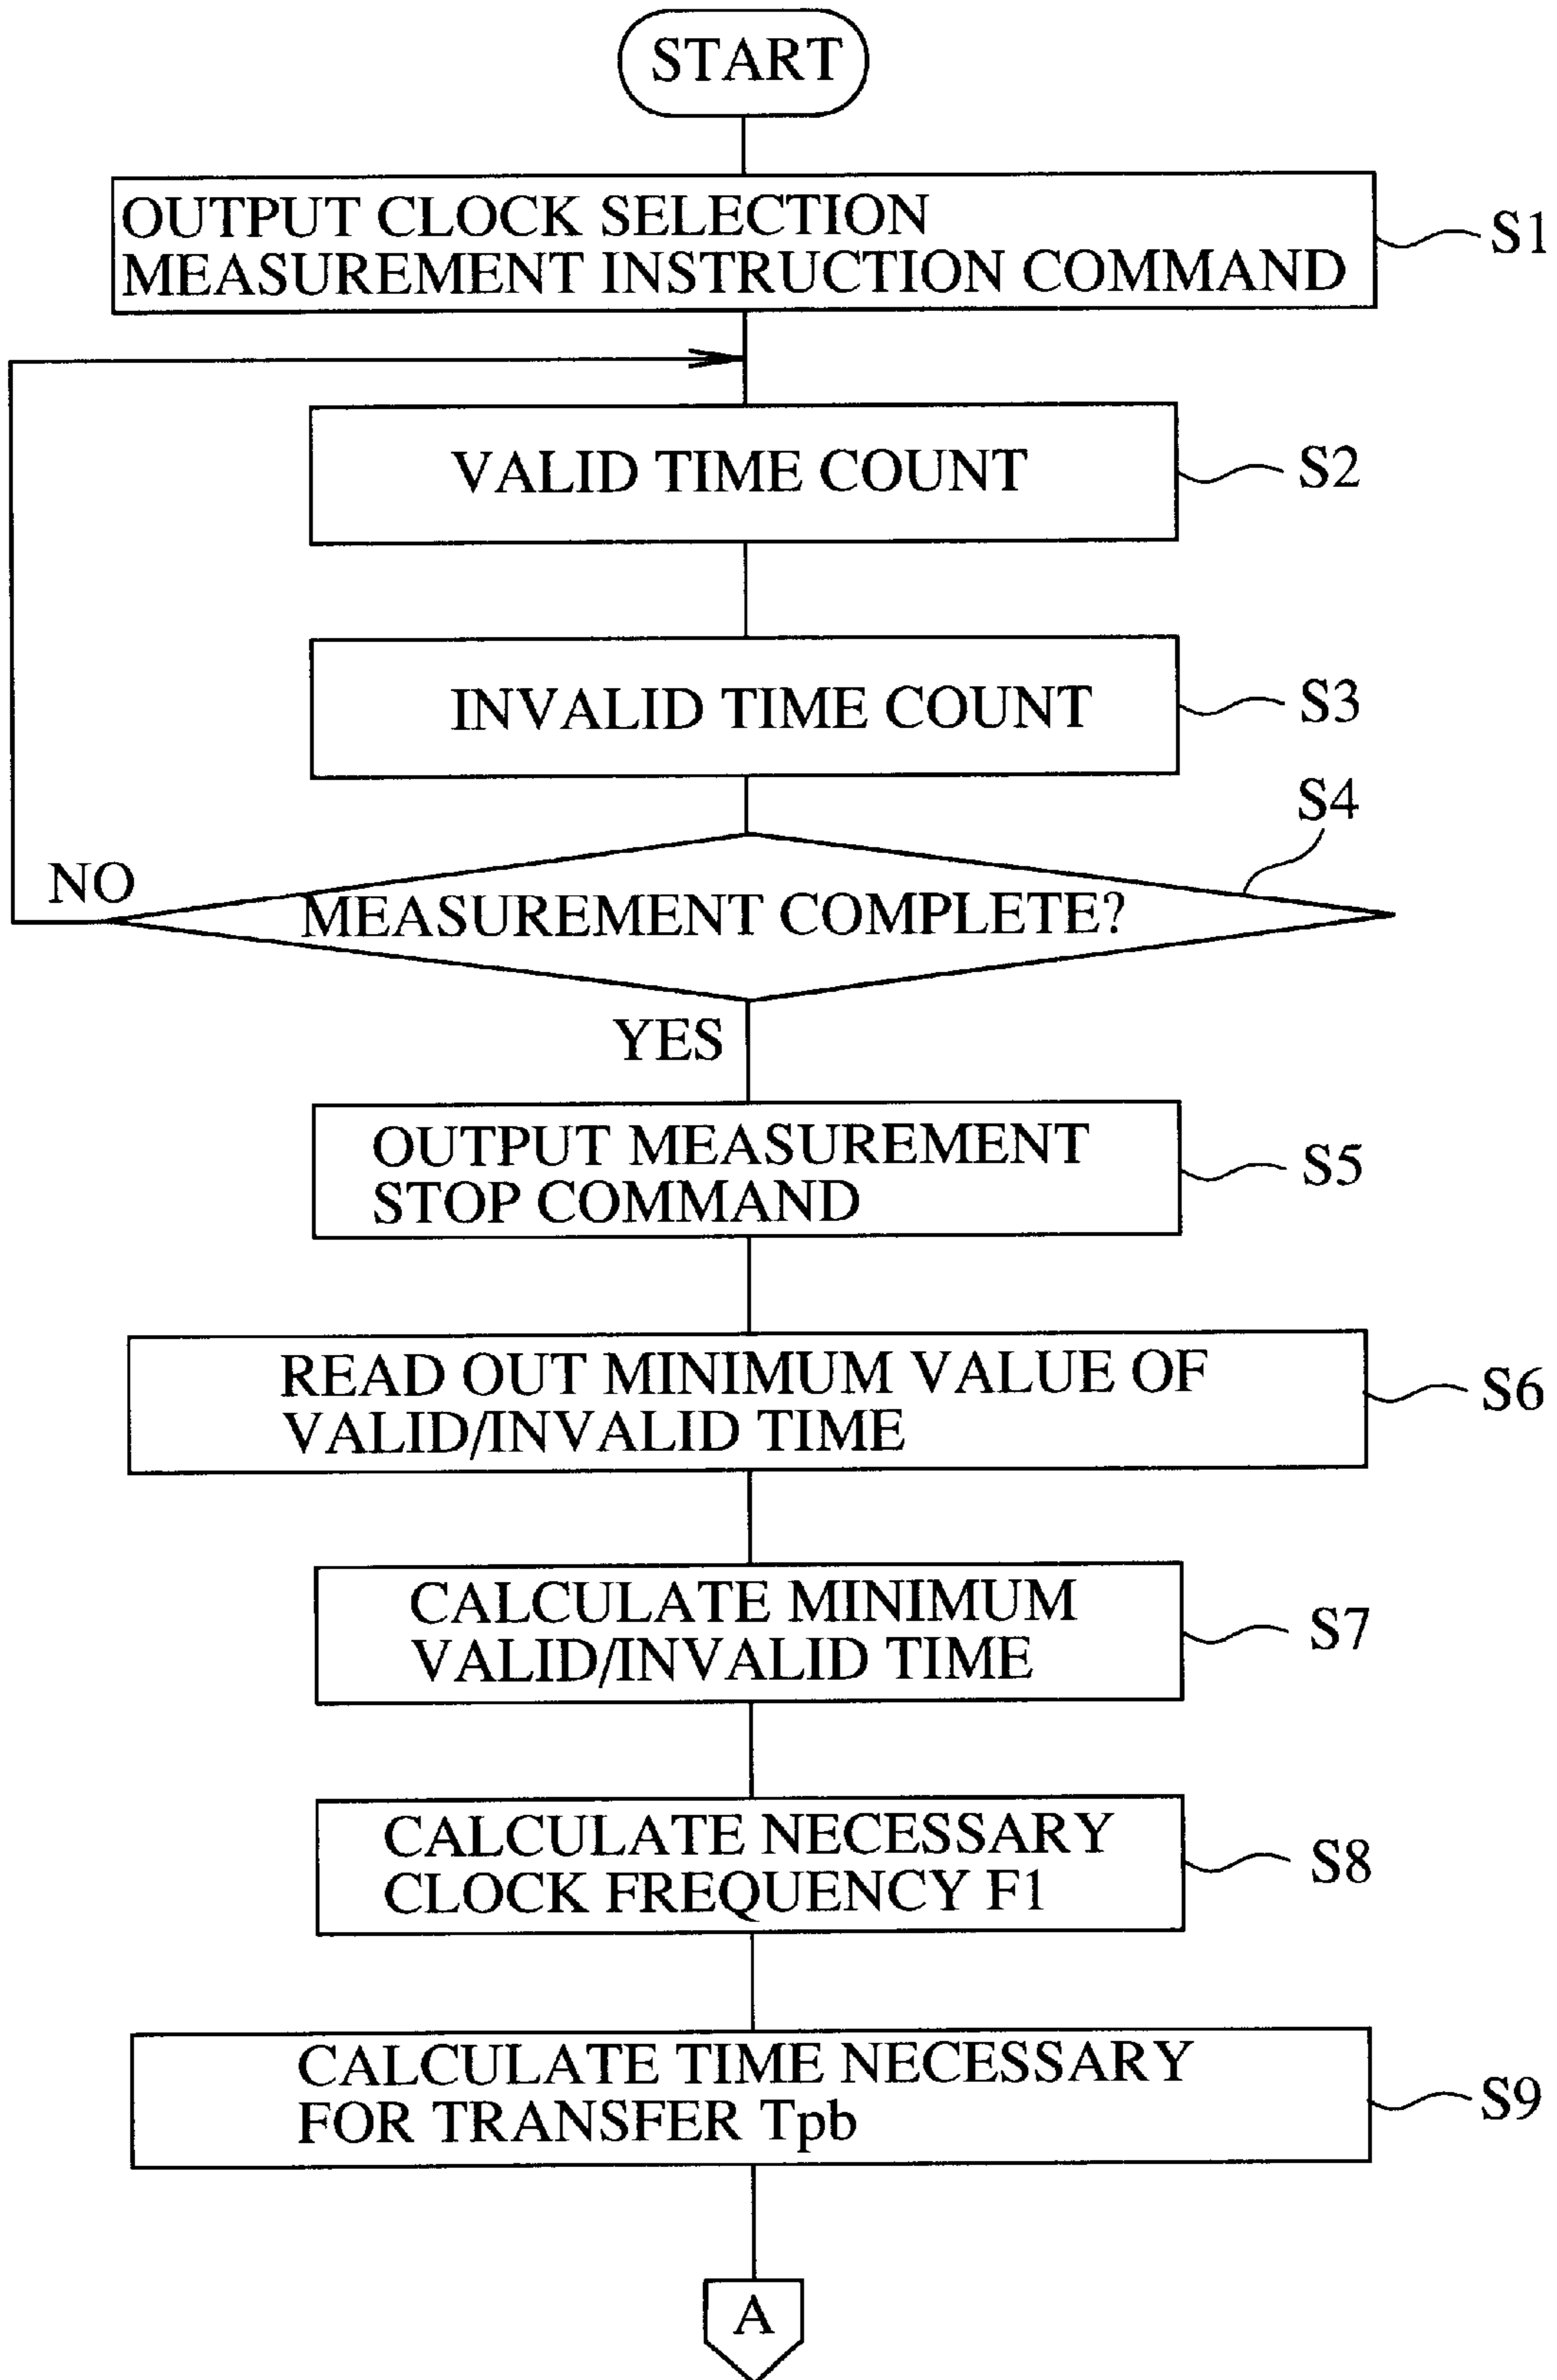 START
OUTPUT CLOCK SELECTION
MEASUREMENT INSTRUCTION COMMAND
S1
VALID TIME COUNT
S2
INVALID TIME COUNT
S3
S4
NO
MEASUREMENT COMPLETE?
YES
OUTPUT MEASUREMENT
STOP COMMAND
S5
READ OUT MINIMUM VALUE OF
VALID/INVALID TIME
S6
CALCULATE MINIMUM
VALID/INVALID TIME
S7
CALCULATE NECESSARY
CLOCK FREQUENCY F1
S8
CALCULATE TIME NECESSARY
FOR TRANSFER Tpb
S9
A